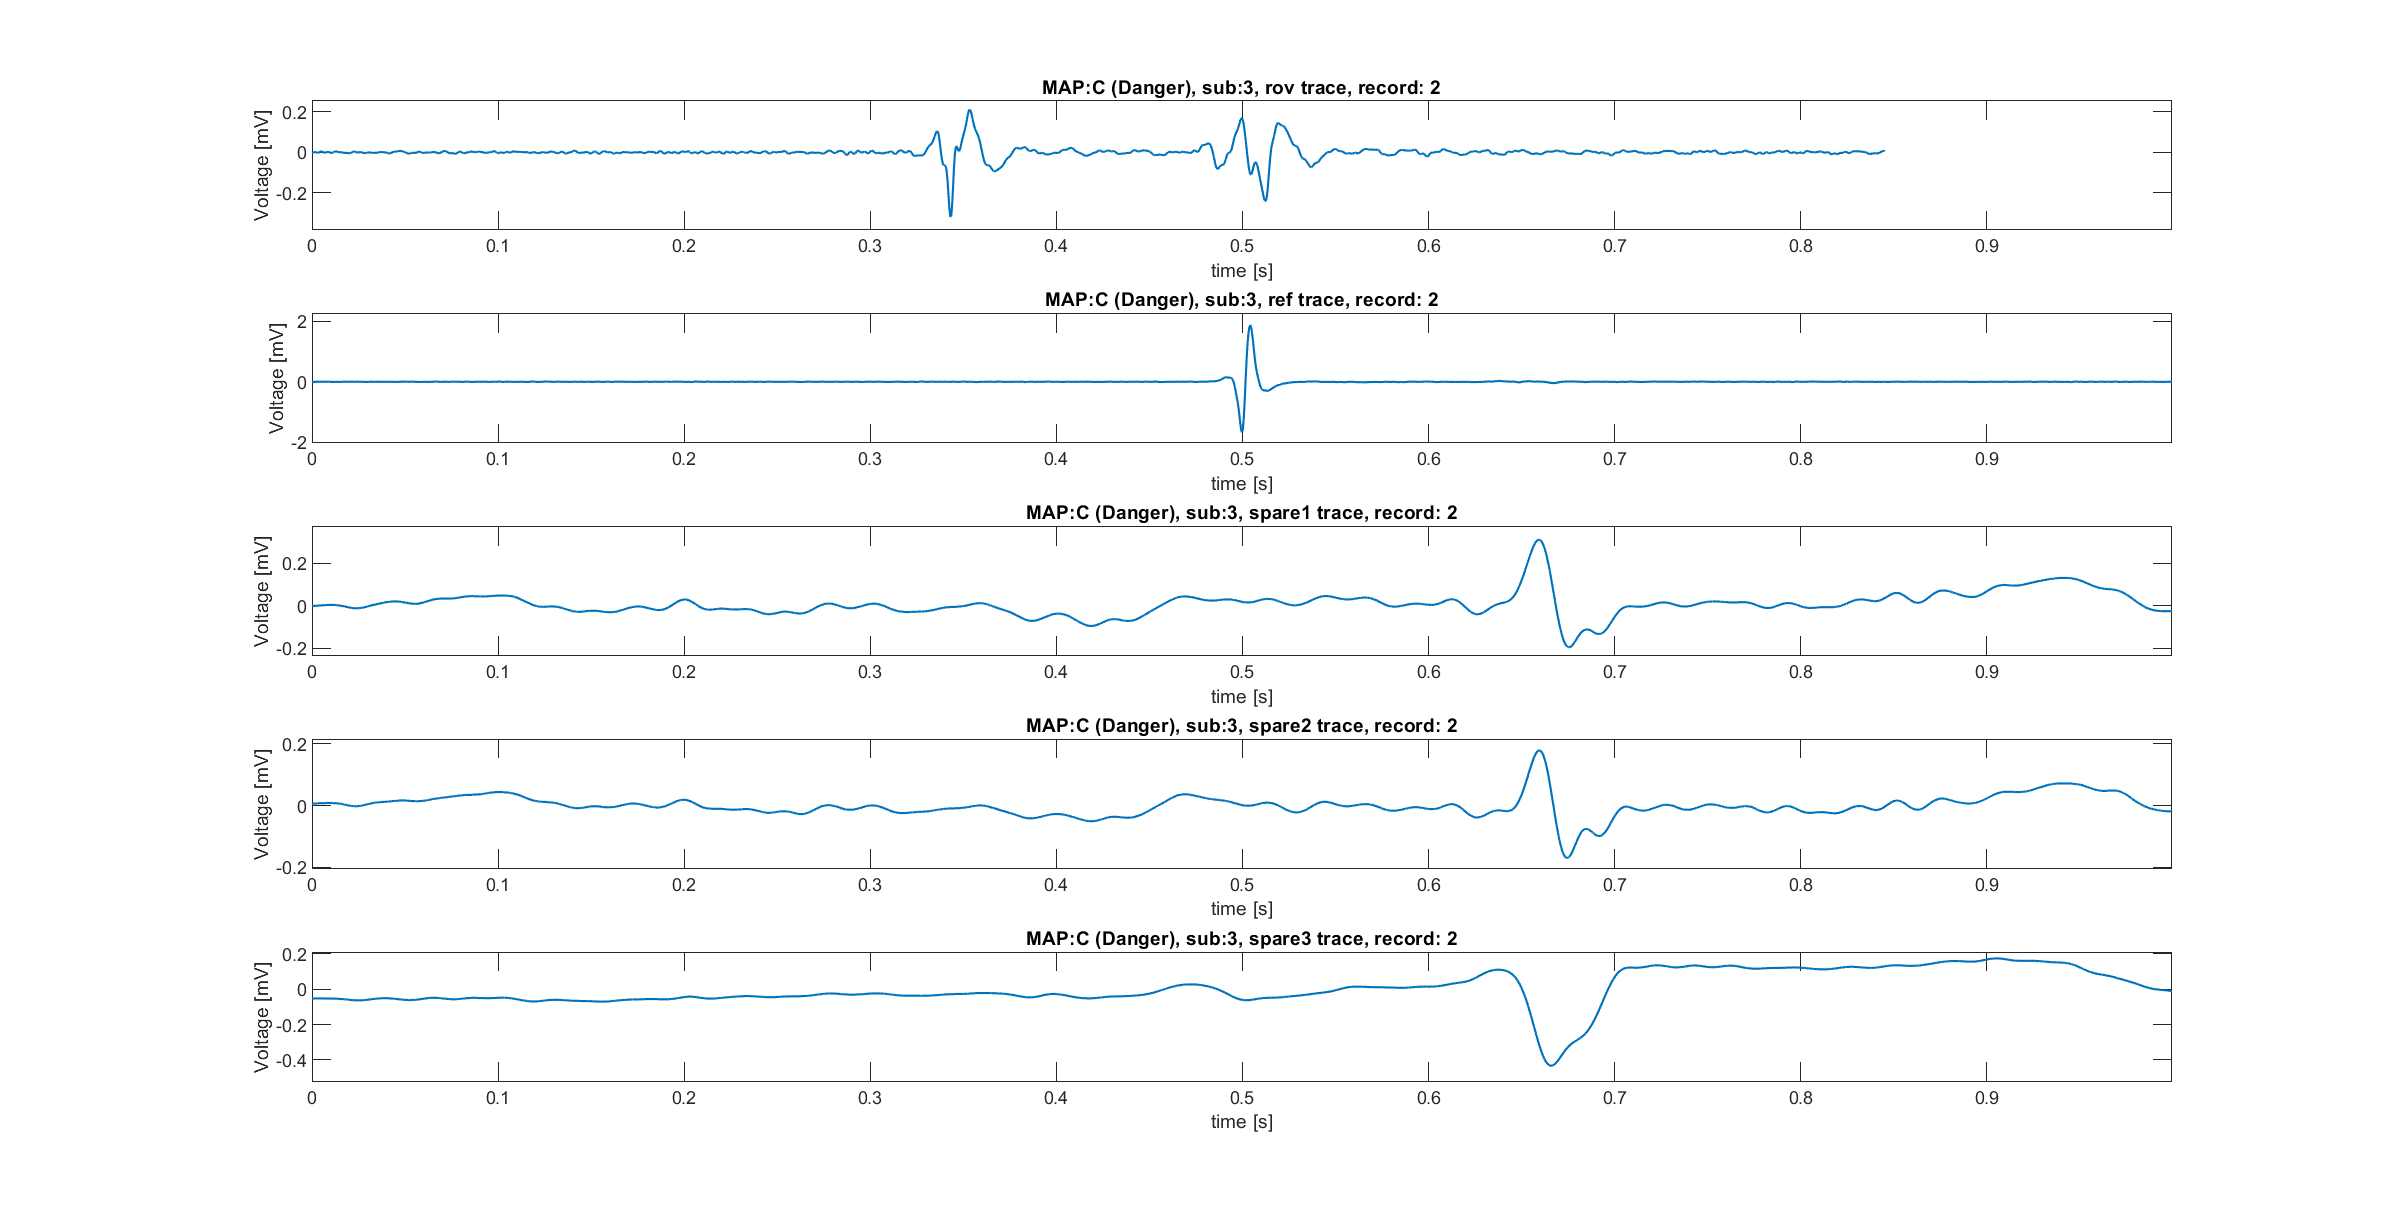 MAP:C (Danger), sub:3, rov trace, record: 2
Voltage [mV]
0.2
0
-0.2
0 0.1 0.2 0.3 0.4 0.5 0.6 0.7 0.8 0.9
time [s]
MAP:C (Danger), sub:3, ref trace, record: 2
Voltage [mV]
2
0
-2
0 0.1 0.2 0.3 0.4 0.5 0.6 0.7 0.8 0.9
time [s]
MAP:C (Danger), sub:3, spare1 trace, record: 2
Voltage [mV]
0.2
0
-0.2
0 0.1 0.2 0.3 0.4 0.5 0.6 0.7 0.8 0.9
time [s]
MAP:C (Danger), sub:3, spare2 trace, record: 2
Voltage [mV]
0.2
0
-0.2
0 0.1 0.2 0.3 0.4 0.5 0.6 0.7 0.8 0.9
time [s]
MAP:C (Danger), sub:3, spare3 trace, record: 2
Voltage [mV]
0.2
0
-0.2
-0.4
0 0.1 0.2 0.3 0.4 0.5 0.6 0.7 0.8 0.9
time [s]